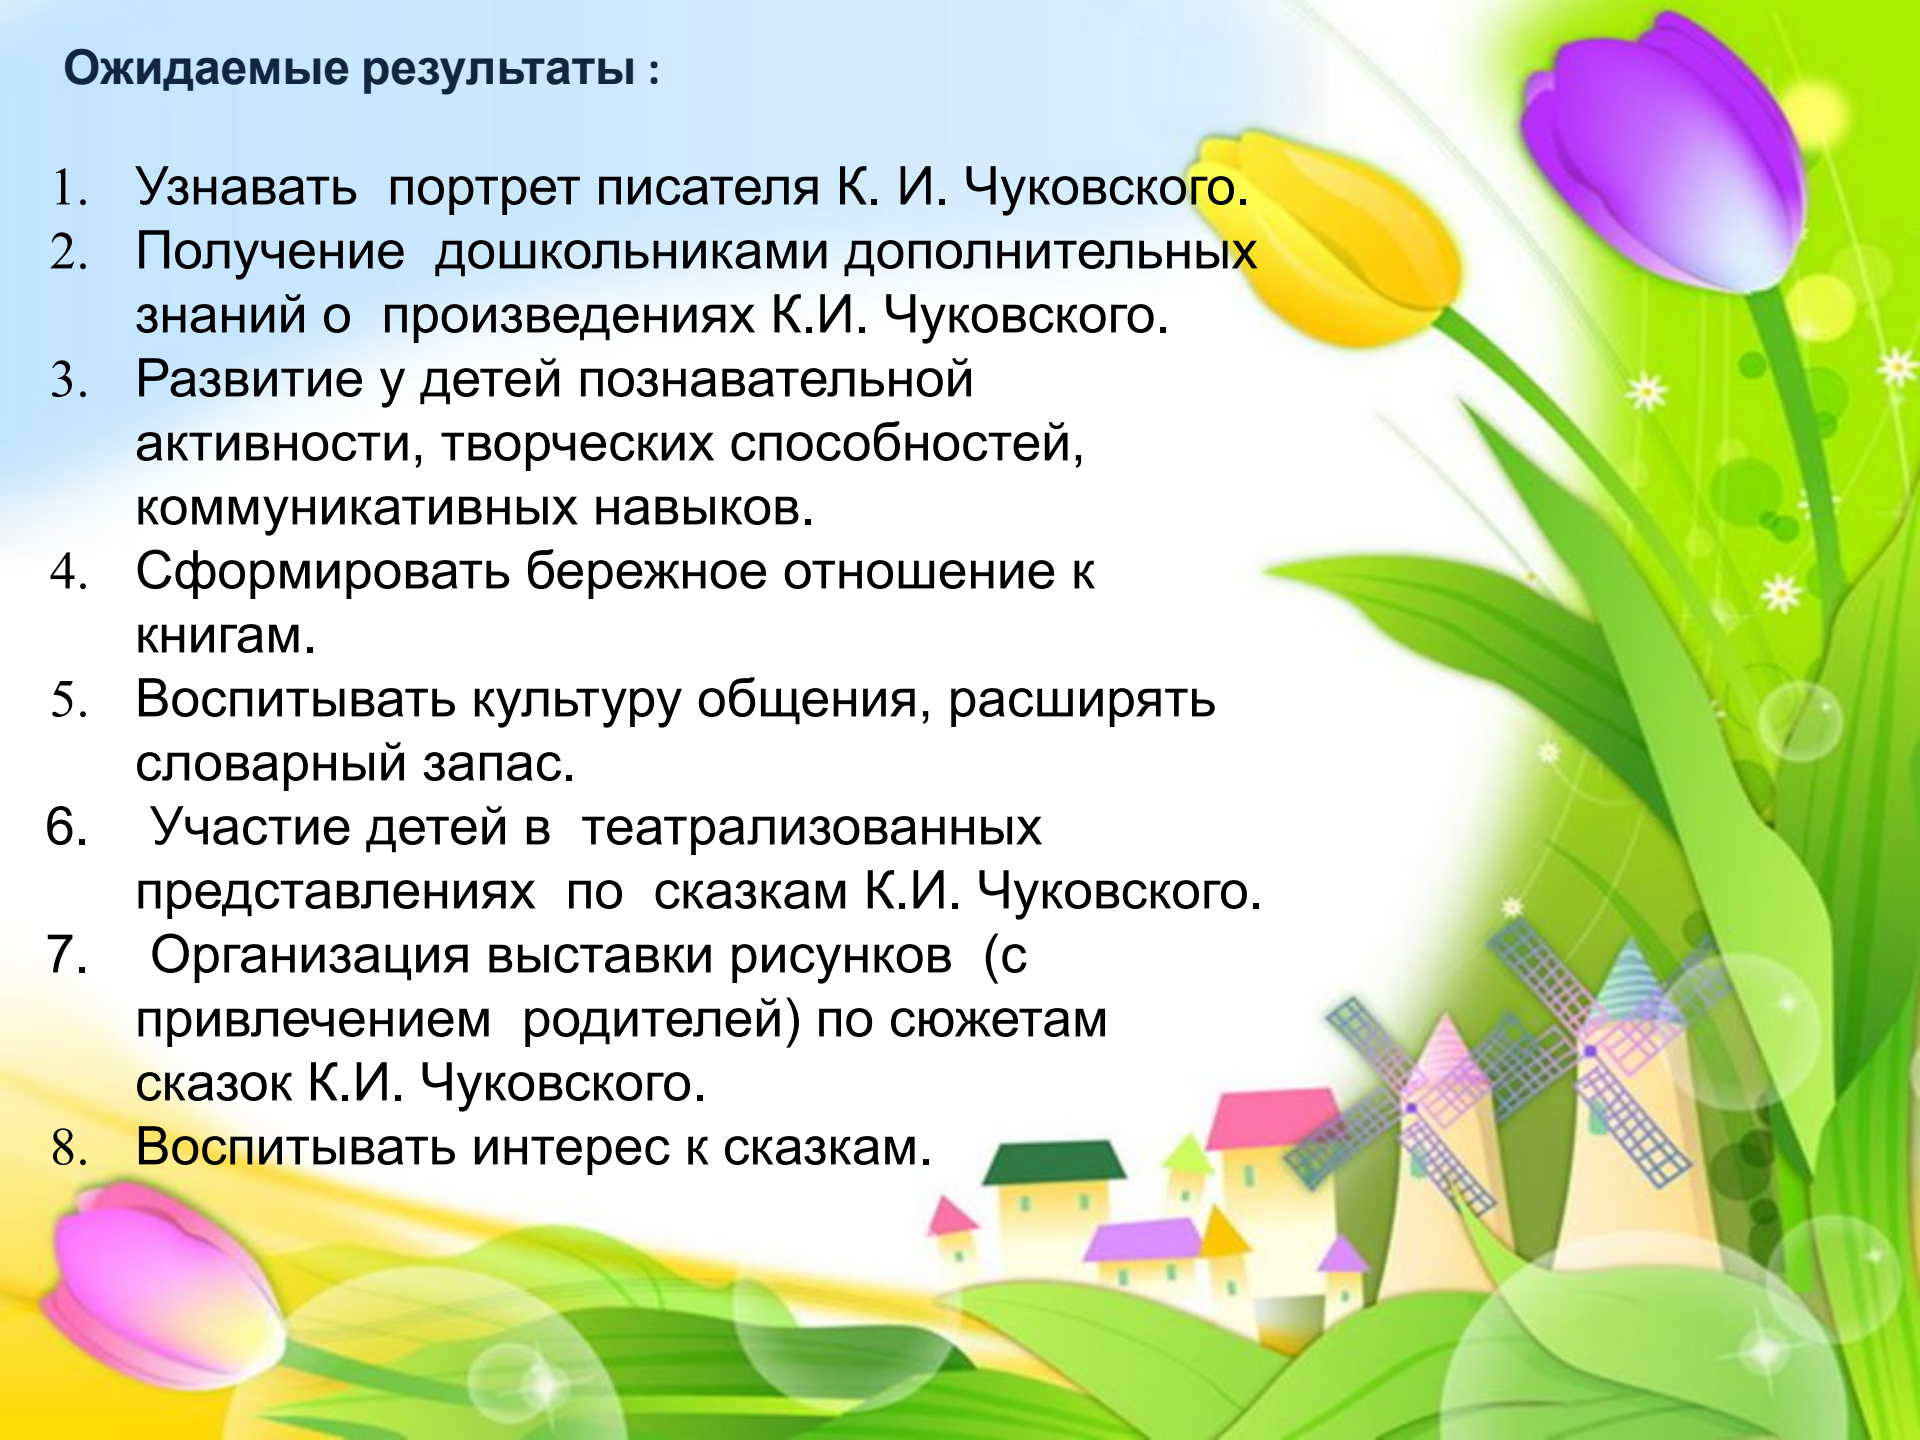 Ожидаемые результаты :
1. Узнавать портрет писателя К. И. Чуковского.
2. Получение дошкольниками дополнительных
знаний о произведениях К.И. Чуковского.
3. Развитие у детей познавательной
активности, творческих способностей,
коммуникативных навыков.
4. Сформировать бережное отношение к
книгам.
5. Воспитывать культуру общения, расширять
словарный запас.
6. Участие детей в театрализованных
представлениях по сказкам К.И. Чуковского.
7. Организация выставки рисунков (с
привлечением родителей) по сюжетам
сказок К.И. Чуковского.
8. Воспитывать интерес к сказкам.